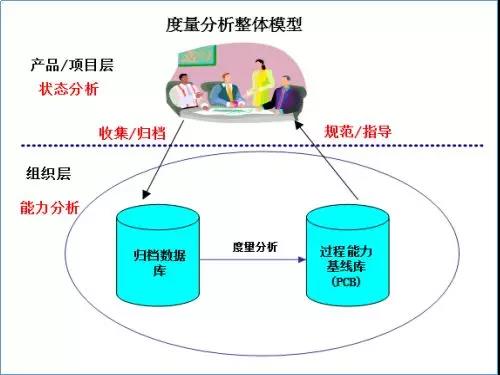 度量分析整体模型
产品/项目层
状态分析
收集/归档
规范/指导
组织层
能力分析
归档数据
库
度量分析
过程能力
基线库
(PCB)